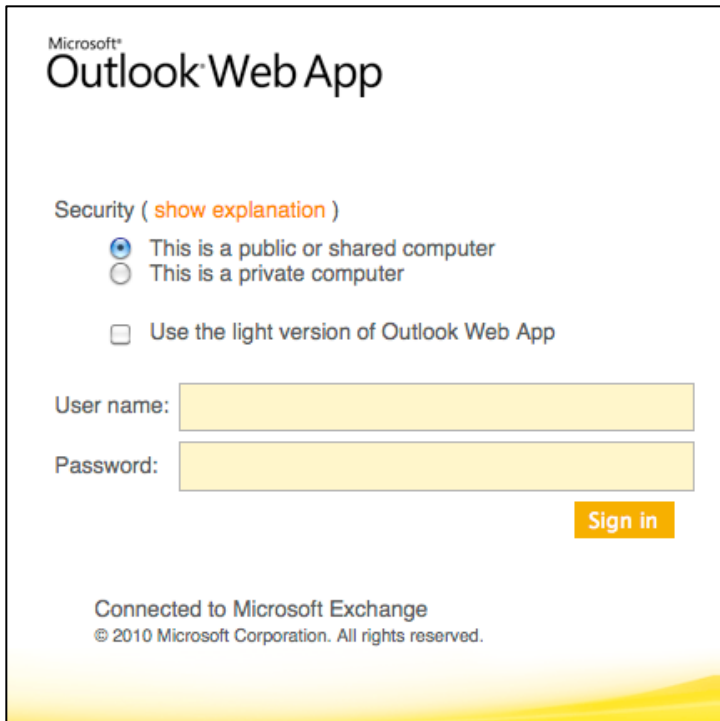 Microsoft®
Outlook® Web App
Security ( show explanation )
This is a public or shared computer
This is a private computer
Use the light version of Outlook Web App
User name:
Password:
Sign in
Connected to Microsoft Exchange
© 2010 Microsoft Corporation. All rights reserved.